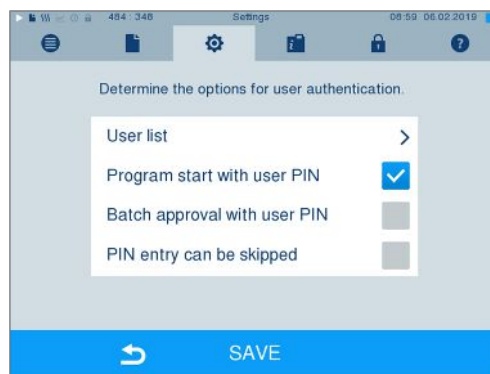 484 : 348 Settings 08:59 06.02.2019
Determine the options for user authentication.
User list
Program start with user PIN
Batch approval with user PIN
PIN entry can be skipped
SAVE